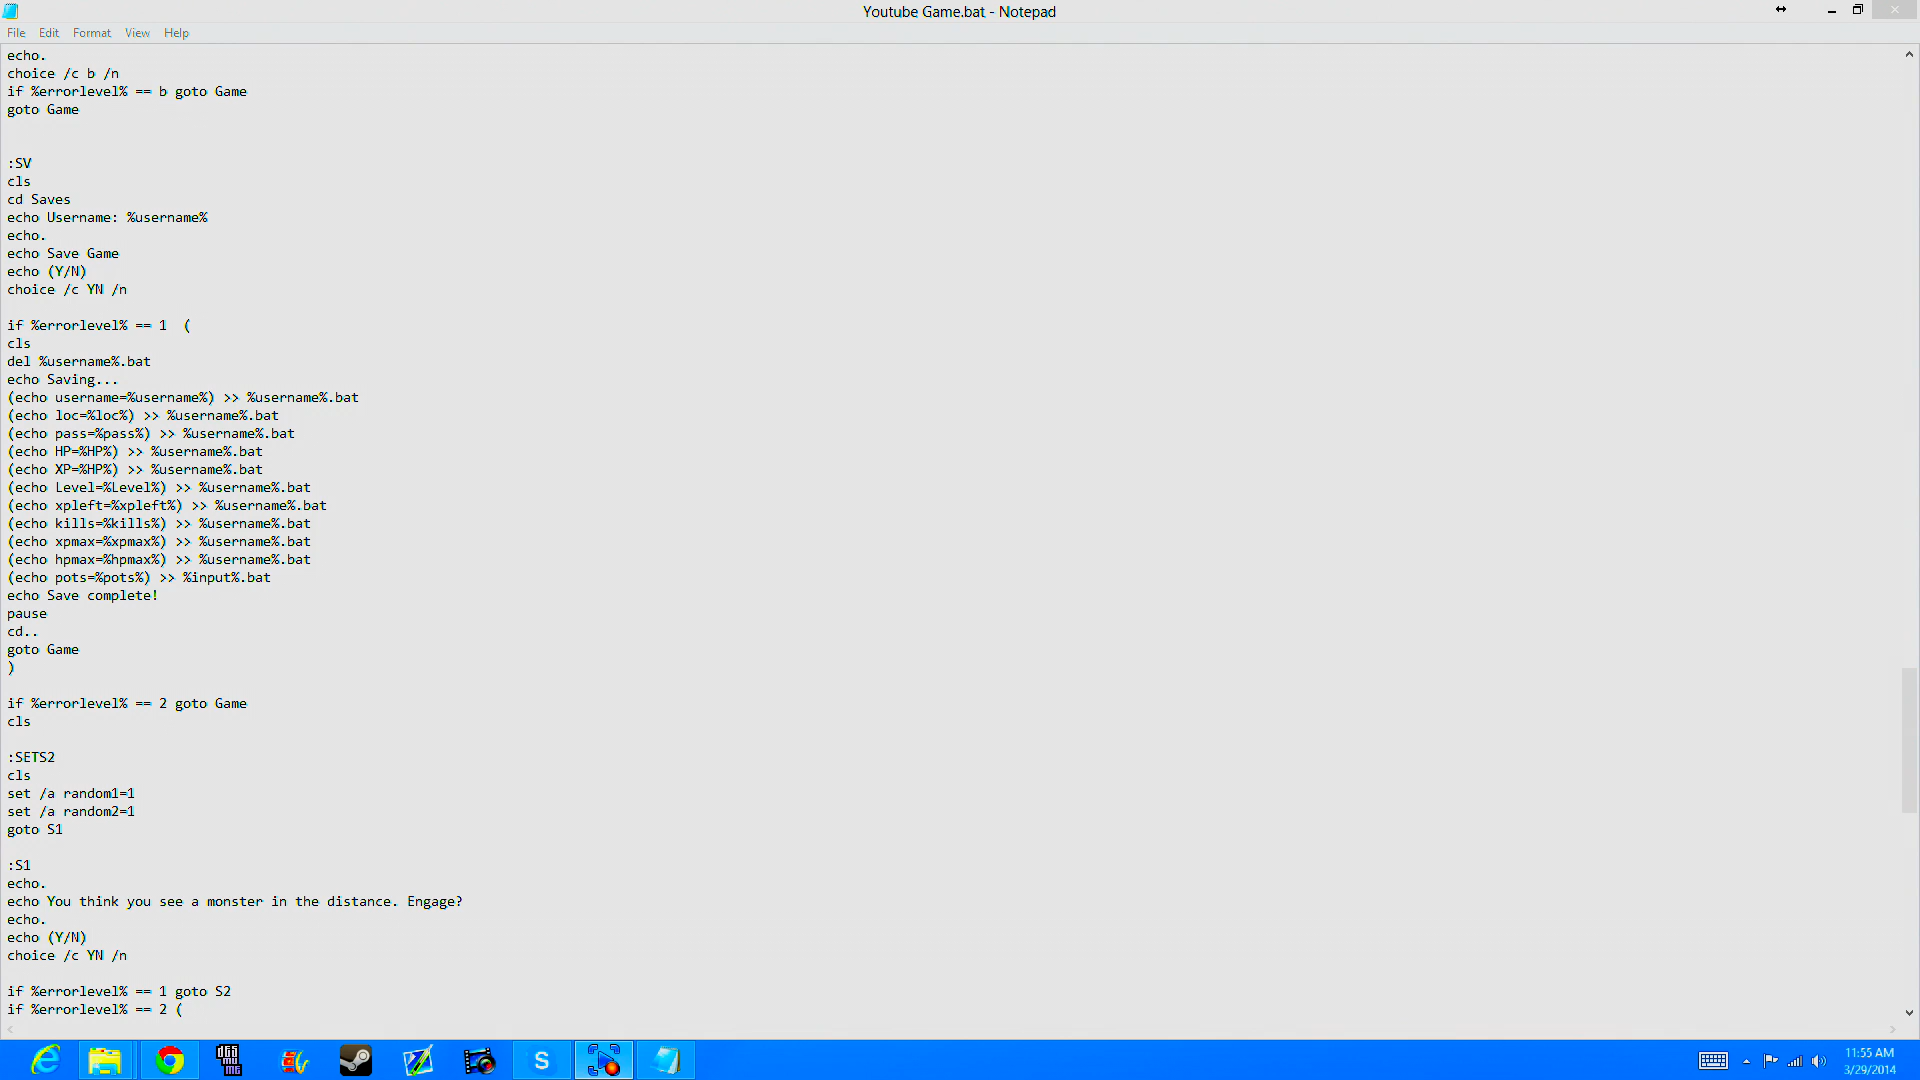 Youtube Game.bat - Notepad
File Edit Format View Help
echo.
choice /c b /n
if %errorlevel% == b goto Game
goto Game
:SV
cls
cd Saves
echo Username: %username%
echo.
echo Save Game
echo (Y/N)
choice /c YN /n
if %errorlevel% == 1  (
cls
del %username%.bat
echo Saving...
(echo username=%username%) >> %username%.bat
(echo loc=%loc%) >> %username%.bat
(echo pass=%pass%) >> %username%.bat
(echo HP=%HP%) >> %username%.bat
(echo XP=%HP%) >> %username%.bat
(echo Level=%Level%) >> %username%.bat
(echo xpleft=%xpleft%) >> %username%.bat
(echo kills=%kills%) >> %username%.bat
(echo xpmax=%xpmax%) >> %username%.bat
(echo hpmax=%hpmax%) >> %username%.bat
(echo pots=%pots%) >> %input%.bat
echo Save complete!
pause
cd..
goto Game
)
if %errorlevel% == 2 goto Game
cls
:SETS2
cls
set /a random1=1
set /a random2=1
goto S1
:S1
echo.
echo You think you see a monster in the distance. Engage?
echo.
echo (Y/N)
choice /c YN /n
if %errorlevel% == 1 goto S2
if %errorlevel% == 2 (
11:55 AM
3/29/2014